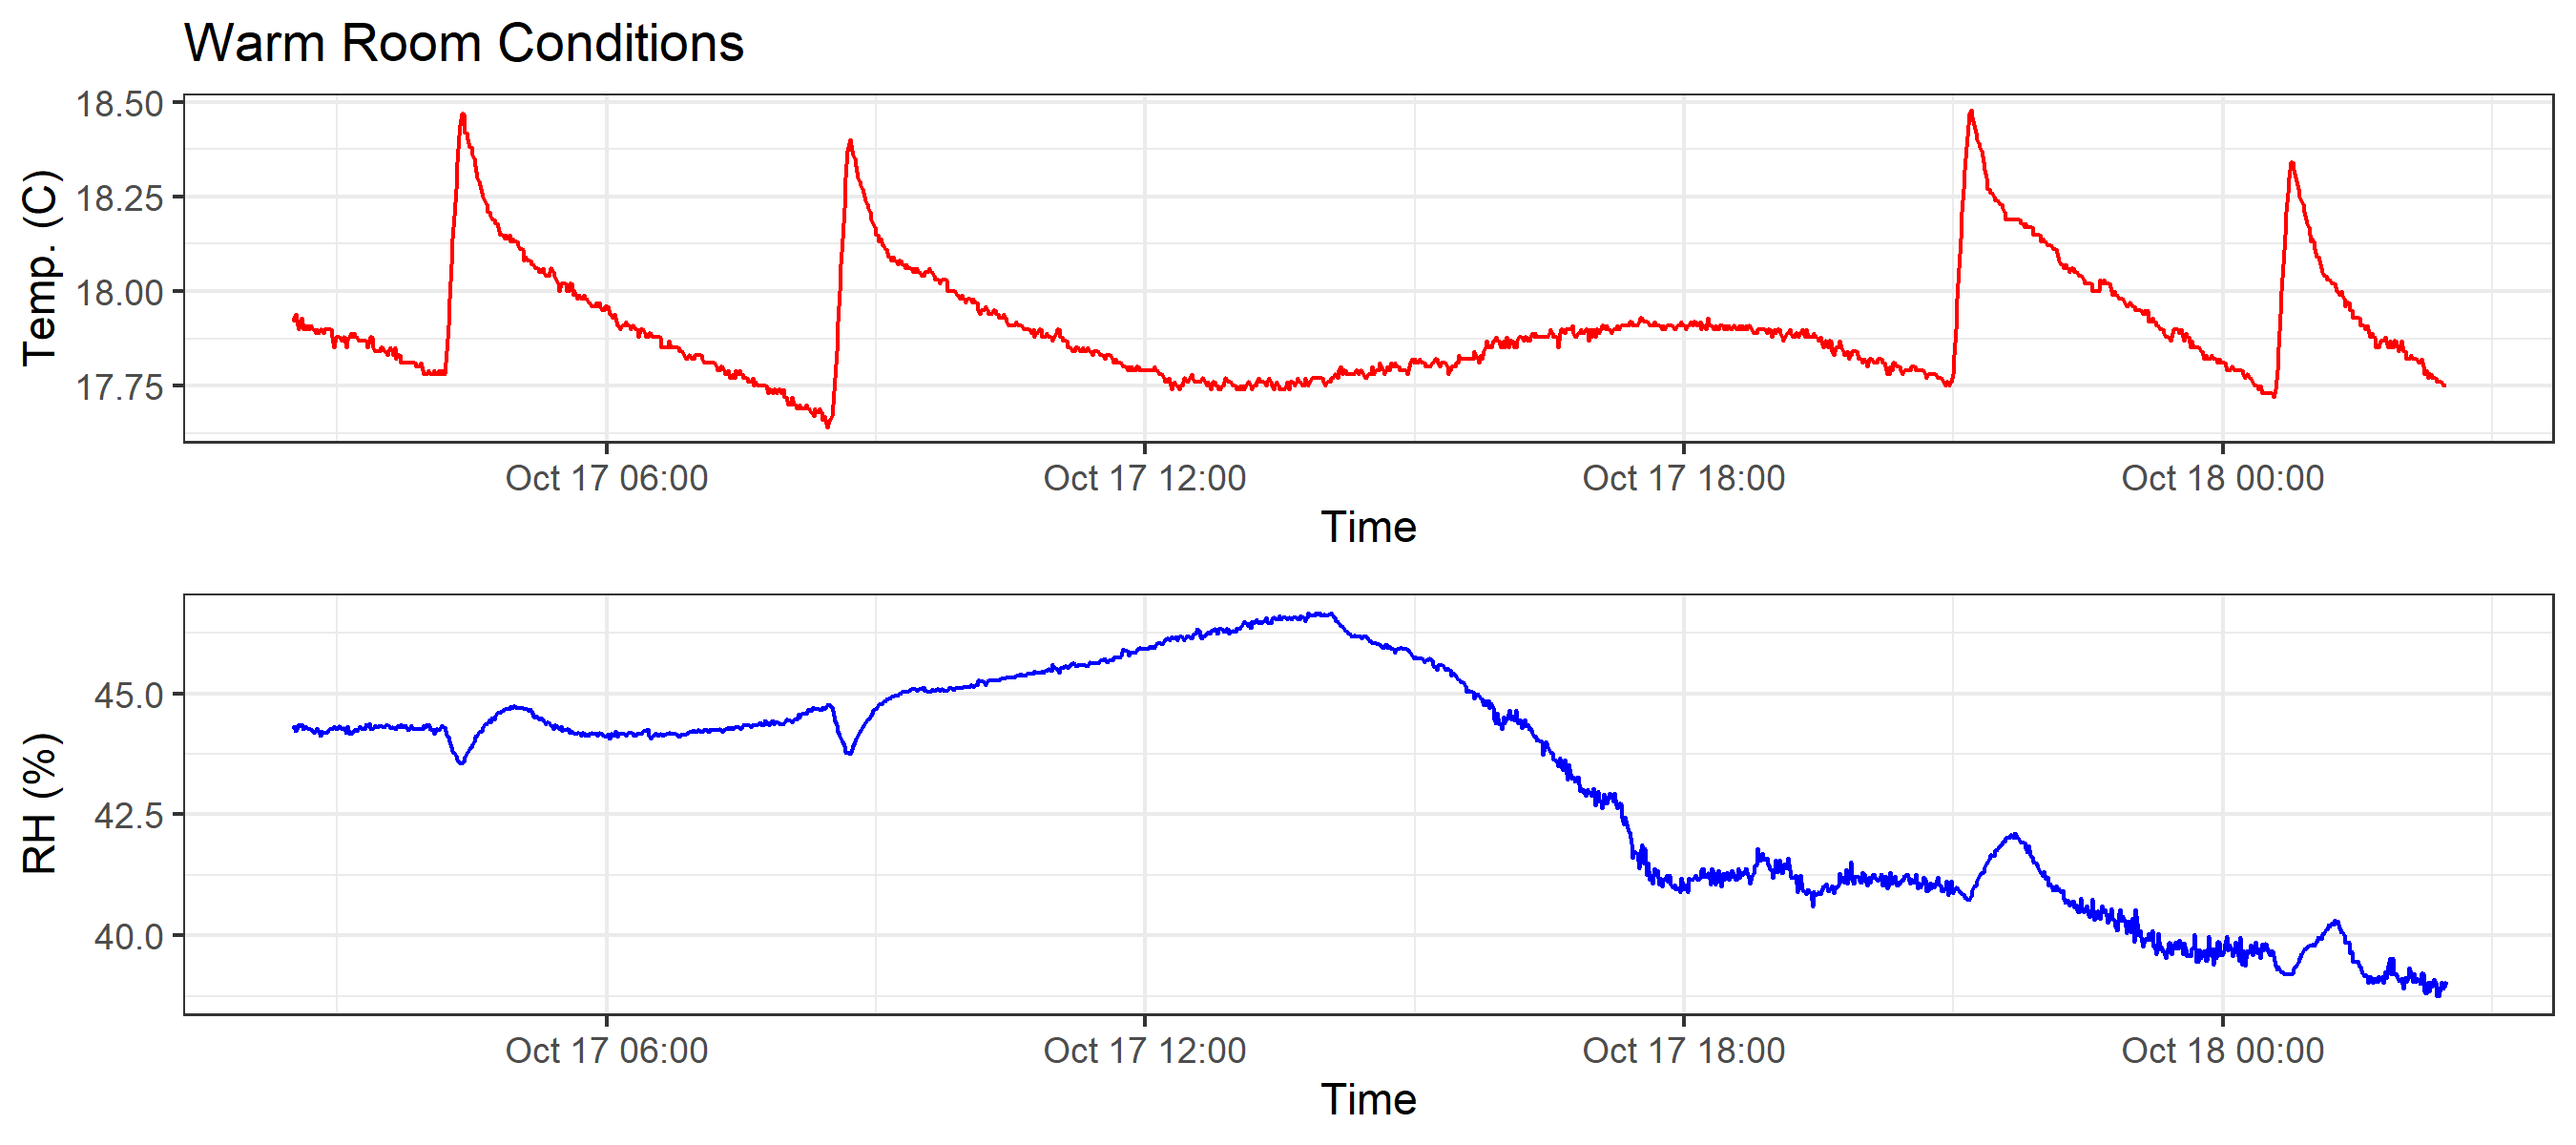 Warm Room Conditions
Temp. (C)
18.50
18.25
18.00
17.75
Oct 17 06:00 Oct 17 12:00 Oct 17 18:00 Oct 18 00:00
Time
RH (%)
45.0
42.5
40.0
Oct 17 06:00 Oct 17 12:00 Oct 17 18:00 Oct 18 00:00
Time